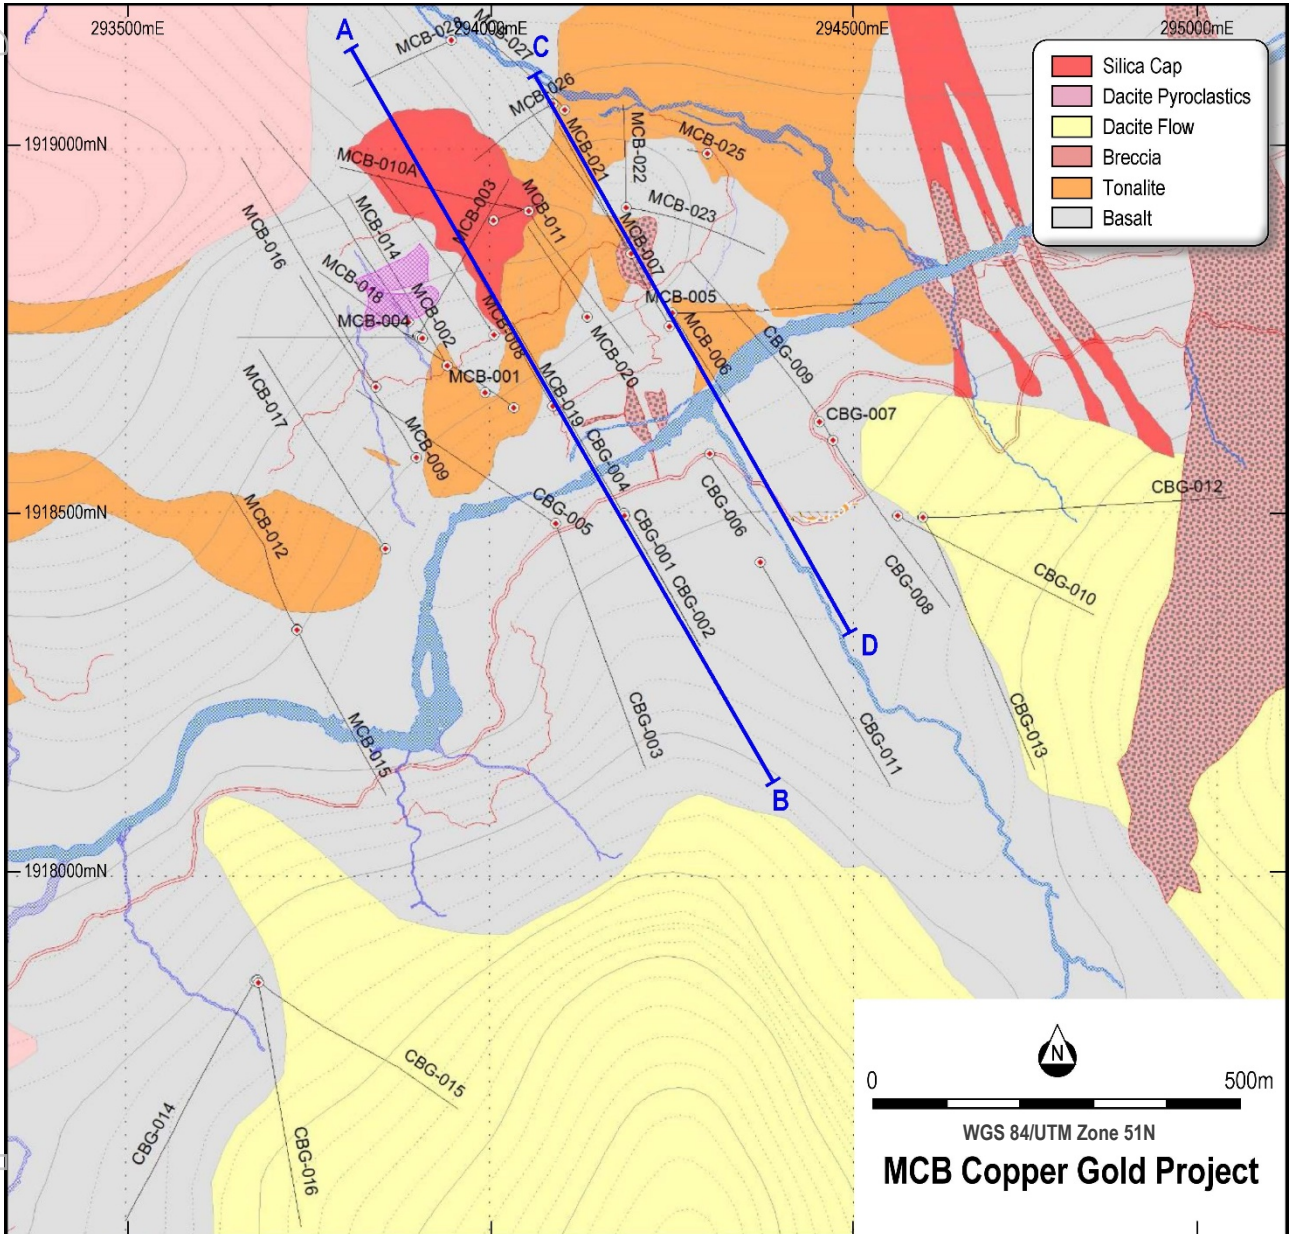 293500mE
294000mE
294500mE
295000mE
A
MCB-028
MCB-027
C
Silica Cap
Dacite Pyroclastics
Dacite Flow
Breccia
Tonalite
Basalt
MCB-026
1919000mN
MCB-021
MCB-022
MCB-025
MCB-010A
MCB-003
MCB-011
MCB-023
MCB-016
MCB-014
MCB-007
MCB-018
MCB-002
MCB-005
MCB-004
MCB-008
MCB-006
MCB-020
CBG-009
MCB-001
MCB-017
MCB-019
CBG-007
MCB-009
CBG-004
CBG-012
1918500mN
MCB-012
CBG-005
CBG-006
CBG-001
CBG-002
CBG-008
CBG-010
D
MCB-015
CBG-003
CBG-011
CBG-013
B
1918000mN
CBG-015
CBG-014
CBG-016
N
0
500m
WGS 84/UTM Zone 51N
MCB Copper Gold Project